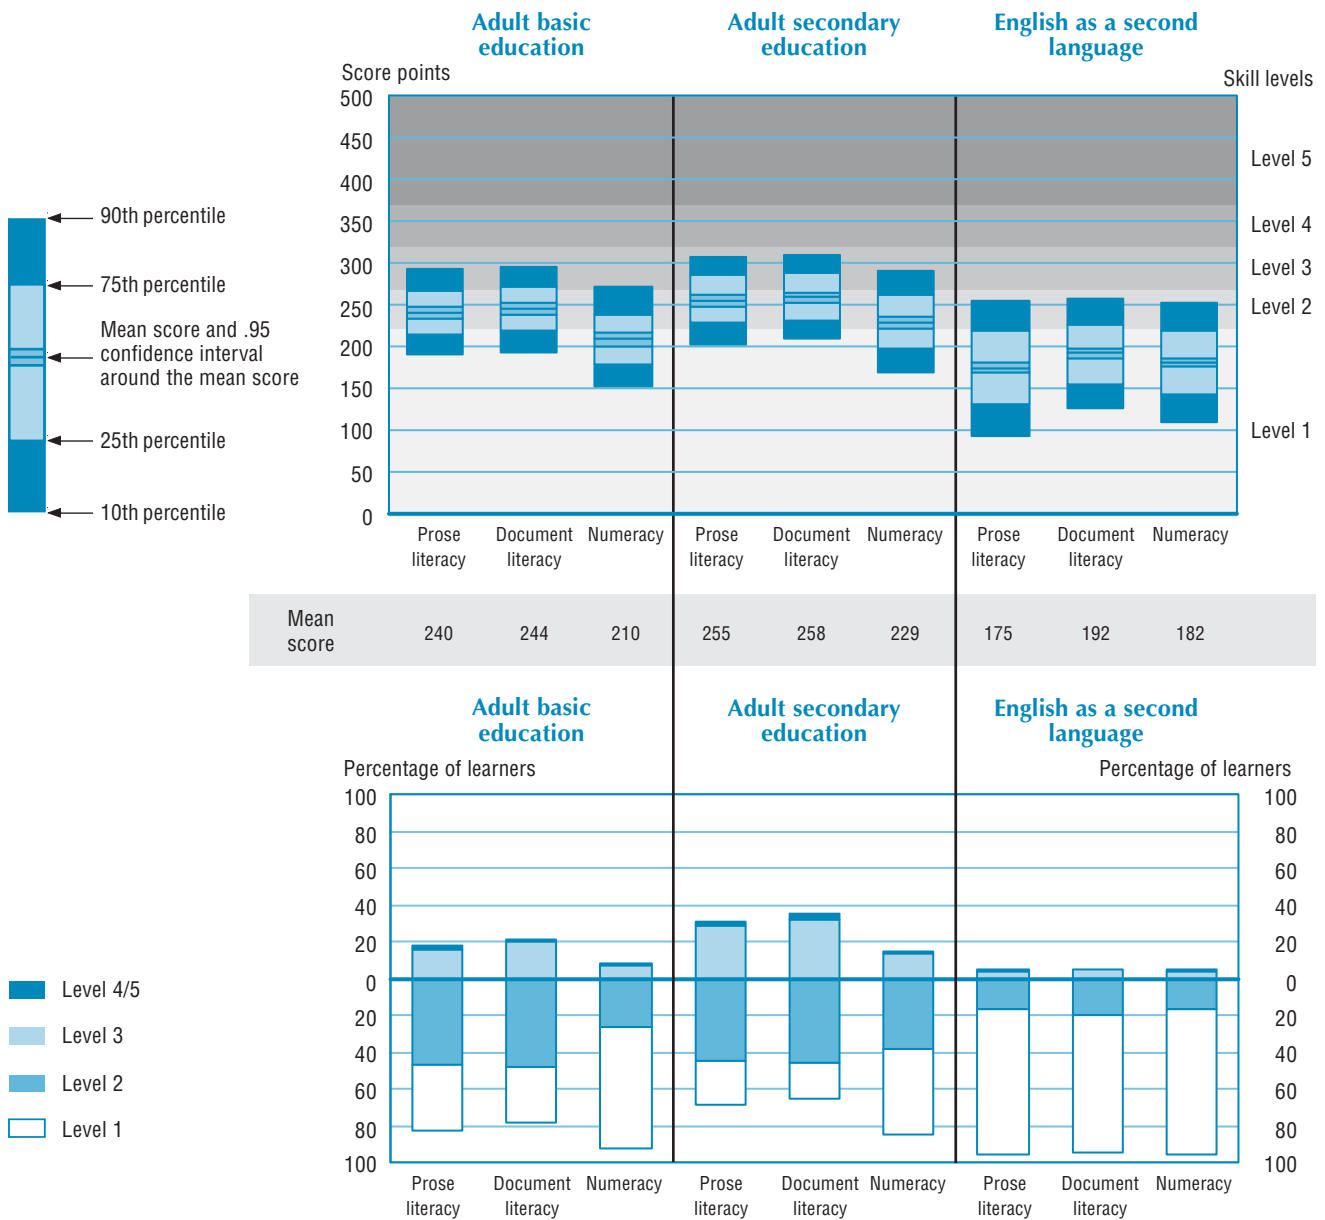 Adult basic
education
Adult secondary
education
English as a second
language
Score points
Skill levels
500
450
400
350
300
250
200
150
100
50
0
Level 5
Level 4
Level 3
Level 2
Level 1
90th percentile
75th percentile
Mean score and .95
confidence interval
around the mean score
25th percentile
10th percentile
Prose
literacy
Document
literacy
Numeracy
Prose
literacy
Document
literacy
Numeracy
Prose
literacy
Document
literacy
Numeracy
Mean
score
240 244 210 255 258 229 175 192 182
Adult basic
education
Adult secondary
education
English as a second
language
Percentage of learners
Percentage of learners
100
80
60
40
20
0
20
40
60
80
100
100
80
60
40
20
0
20
40
60
80
100
Level 4/5
Level 3
Level 2
Level 1
Prose
literacy
Document
literacy
Numeracy
Prose
literacy
Document
literacy
Numeracy
Prose
literacy
Document
literacy
Numeracy